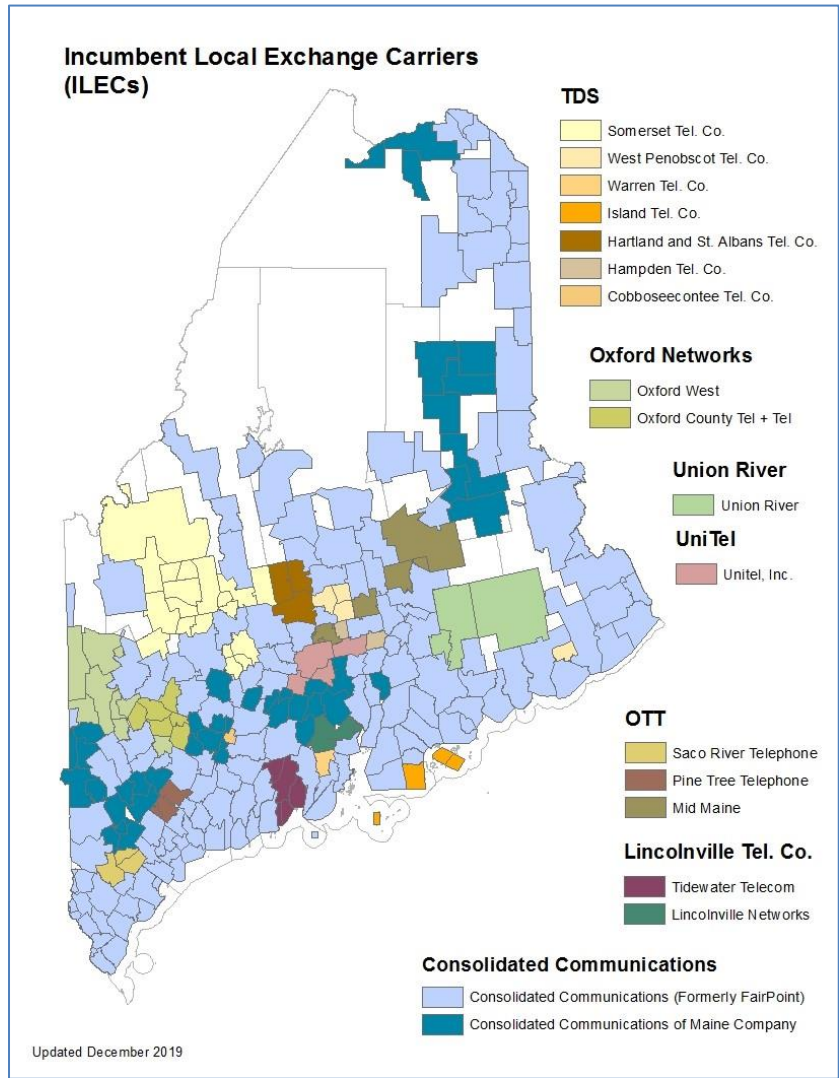 Incumbent Local Exchange Carriers
(ILECs)
TDS
Somerset Tel. Co.
West Penobscot Tel. Co.
Warren Tel. Co.
Island Tel. Co.
Hartland and St. Albans Tel. Co.
Hampden Tel. Co.
Cobboseecontee Tel. Co.
Oxford Networks
Oxford West
Oxford County Tel + Tel
Union River
Union River
UniTel
Unitel, Inc.
OTT
Saco River Telephone
Pine Tree Telephone
Mid Maine
Lincolnville Tel. Co.
Tidewater Telecom
Lincolnville Networks
Consolidated Communications
Consolidated Communications (Formerly FairPoint)
Consolidated Communications of Maine Company
Updated December 2019